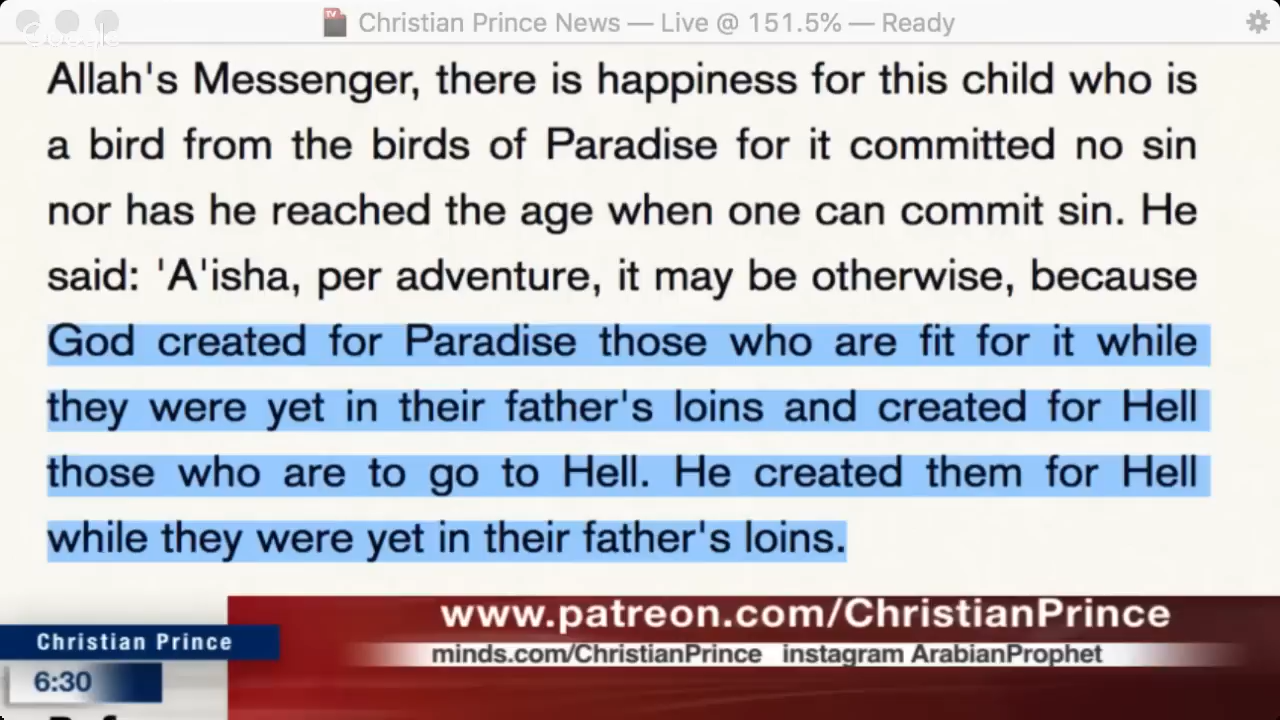 Christian Prince News — Live @ 151.5% — Ready
Google
Allah's Messenger, there is happiness for this child who is
a bird from the birds of Paradise for it committed no sin
nor has he reached the age when one can commit sin. He
said: 'A'isha, per adventure, it may be otherwise, because
God created for Paradise those who are fit for it while
they were yet in their father's loins and created for Hell
those who are to go to Hell. He created them for Hell
while they were yet in their father's loins.
www.patreon.com/ChristianPrince
Christian Prince
minds.com/ChristianPrince instagram ArabianProphet
6:30